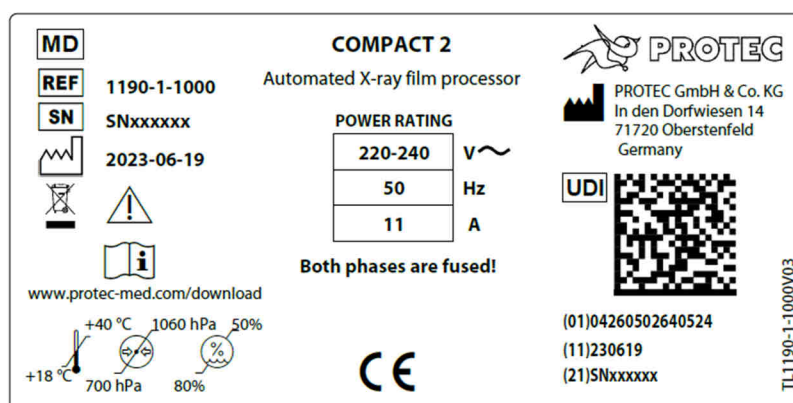 MD
REF 1190-1-1000
SN SNxxxxxx
2023-06-19
i
www.protec-med.com/download
+40 °C
+18 °C
1060 hPa
700 hPa
50%
%
80%
COMPACT 2
Automated X-ray film processor
POWER RATING
220-240 V
50 Hz
11 A
Both phases are fused!
CE
PROTEC
PROTEC GmbH & Co. KG
In den Dorfwiesen 14
71720 Oberstenfeld
Germany
UDI
(01)04260502640524
(11)230619
(21)SNxxxxxx
TL1190-1-1000V03